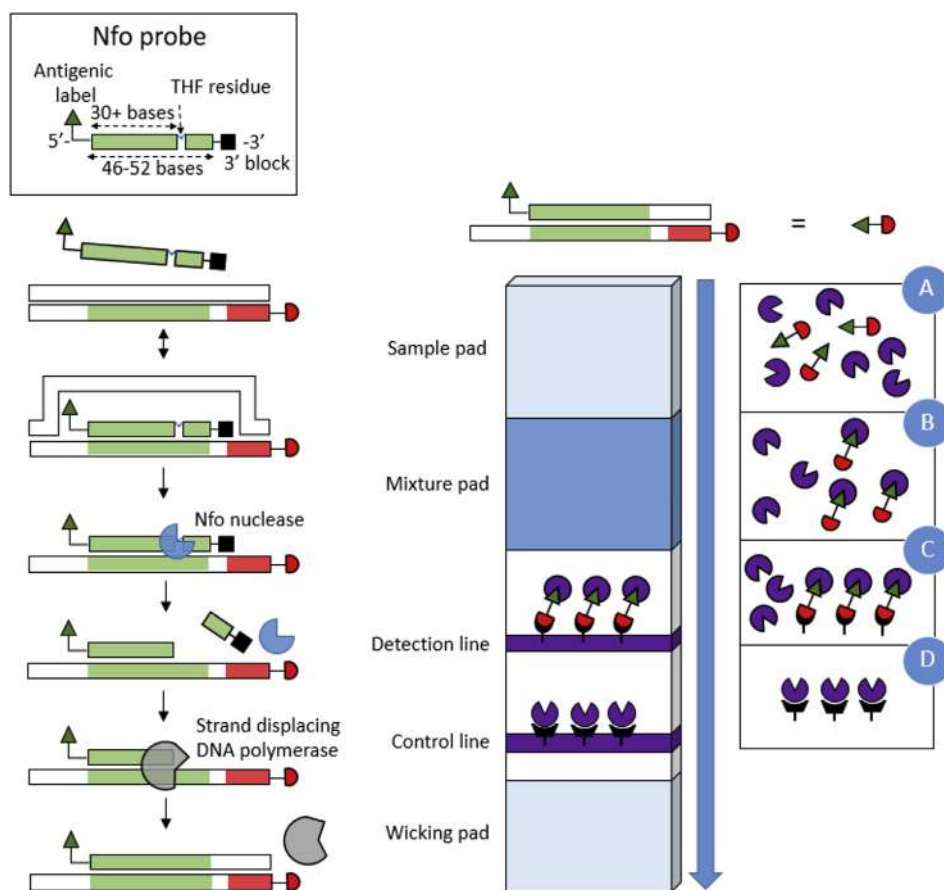 Nfo probe
Antigenic
label
THF residue
30+ bases
5′-
-3′
46-52 bases
3′ block
Nfo nuclease
Strand displacing
DNA polymerase
=
Sample pad
Mixture pad
Detection line
Control line
Wicking pad
A
B
C
D